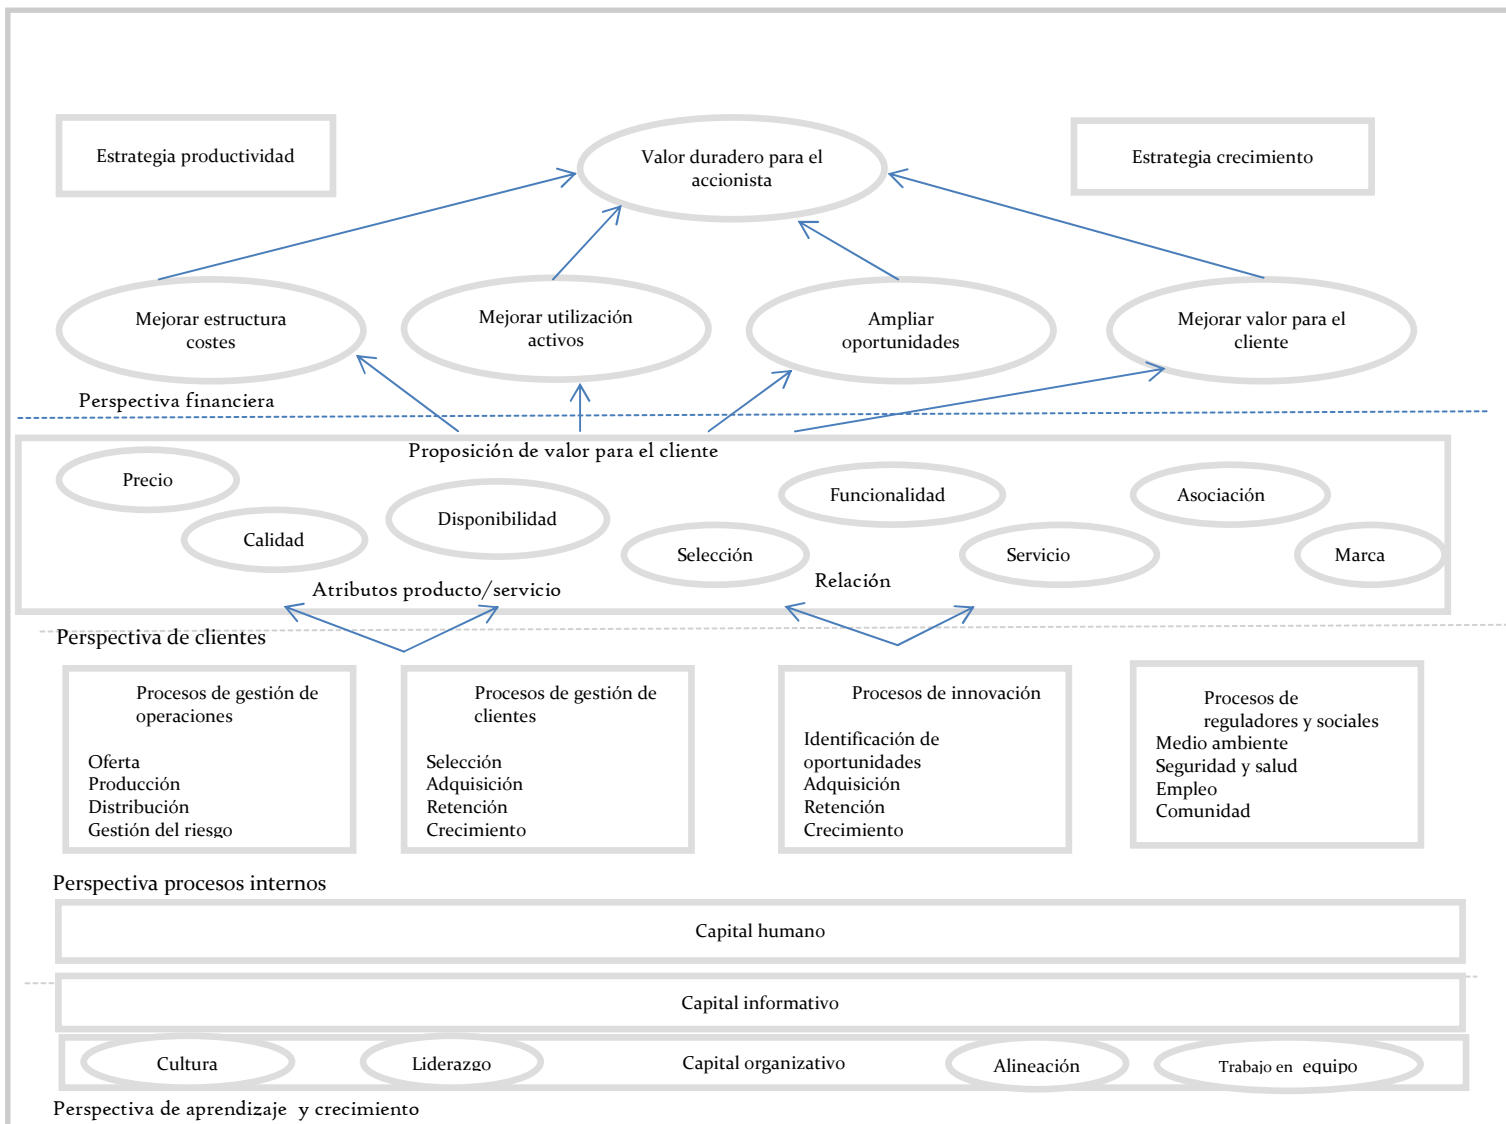 Estrategia productividad
Valor duradero para el
accionista
Estrategia crecimiento
Mejorar estructura
costes
Mejorar utilización
activos
Ampliar
oportunidades
Mejorar valor para el
cliente
Perspectiva financiera
Proposición de valor para el cliente
Precio
Calidad
Disponibilidad
Selección
Funcionalidad
Servicio
Asociación
Marca
Atributos producto/servicio
Relación
Perspectiva de clientes
Procesos de gestión de
operaciones
Oferta
Producción
Distribución
Gestión del riesgo
Procesos de gestión de
clientes
Selección
Adquisición
Retención
Crecimiento
Procesos de innovación
Identificación de
oportunidades
Adquisición
Retención
Crecimiento
Procesos de
reguladores y sociales
Medio ambiente
Seguridad y salud
Empleo
Comunidad
Perspectiva procesos internos
Capital humano
Capital informativo
Cultura
Liderazgo
Capital organizativo
Alineación
Trabajo en equipo
Perspectiva de aprendizaje y crecimiento